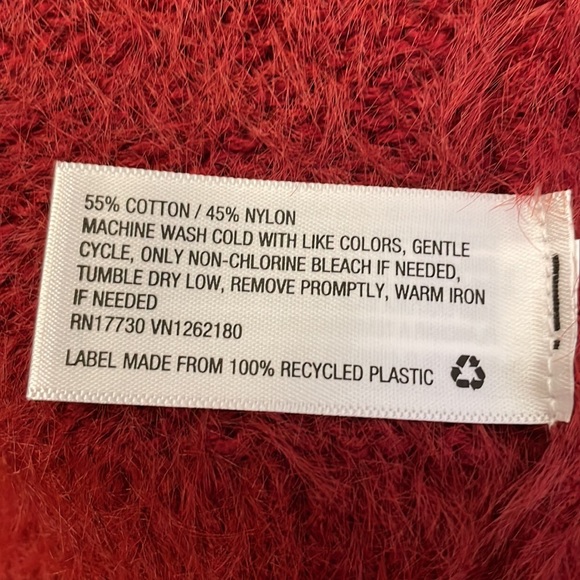 55% COTTON / 45% NYLON
MACHINE WASH COLD WITH LIKE COLORS, GENTLE
CYCLE, ONLY NON-CHLORINE BLEACH IF NEEDED,
TUMBLE DRY LOW, REMOVE PROMPTLY, WARM IRON
IF NEEDED
RN17730 VN1262180
LABEL MADE FROM 100% RECYCLED PLASTIC